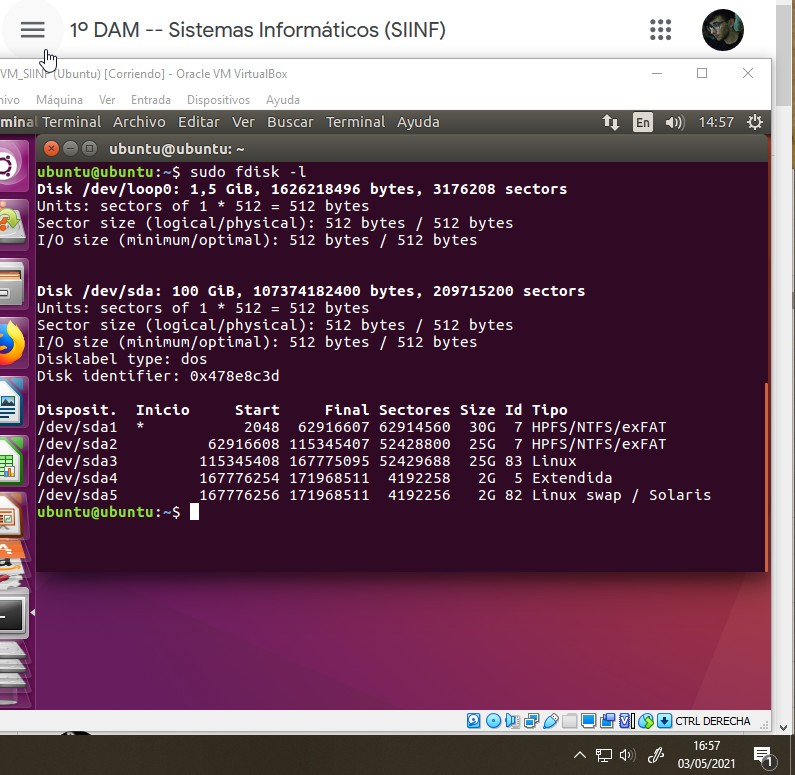 1º DAM -- Sistemas Informáticos (SIINF)
VM_SIINF (Ubuntu) [Corriendo] - Oracle VM VirtualBox
Máquina Ver Entrada Dispositivos Ayuda
Terminal Archivo Editar Ver Buscar Terminal Ayuda En 14:57
ubuntu@ubuntu: ~
ubuntu@ubuntu:~$ sudo fdisk -l
Disk /dev/loop0: 1,5 GiB, 1626218496 bytes, 3176208 sectors
Units: sectors of 1 * 512 = 512 bytes
Sector size (logical/physical): 512 bytes / 512 bytes
I/O size (minimum/optimal): 512 bytes / 512 bytes
Disk /dev/sda: 100 GiB, 107374182400 bytes, 209715200 sectors
Units: sectors of 1 * 512 = 512 bytes
Sector size (logical/physical): 512 bytes / 512 bytes
I/O size (minimum/optimal): 512 bytes / 512 bytes
Disklabel type: dos
Disk identifier: 0x478e8c3d
Disposit. Inicio Start Final Sectores Size Id Tipo
/dev/sda1 * 2048 62916607 62914560 30G 7 HPFS/NTFS/exFAT
/dev/sda2 62916608 115345407 52428800 25G 7 HPFS/NTFS/exFAT
/dev/sda3 115345408 167775095 52429688 25G 83 Linux
/dev/sda4 167776254 171968511 4192258 2G 5 Extendida
/dev/sda5 167776256 171968511 4192256 2G 82 Linux swap / Solaris
ubuntu@ubuntu:~$
CTRL DERECHA
16:57
03/05/2021
1